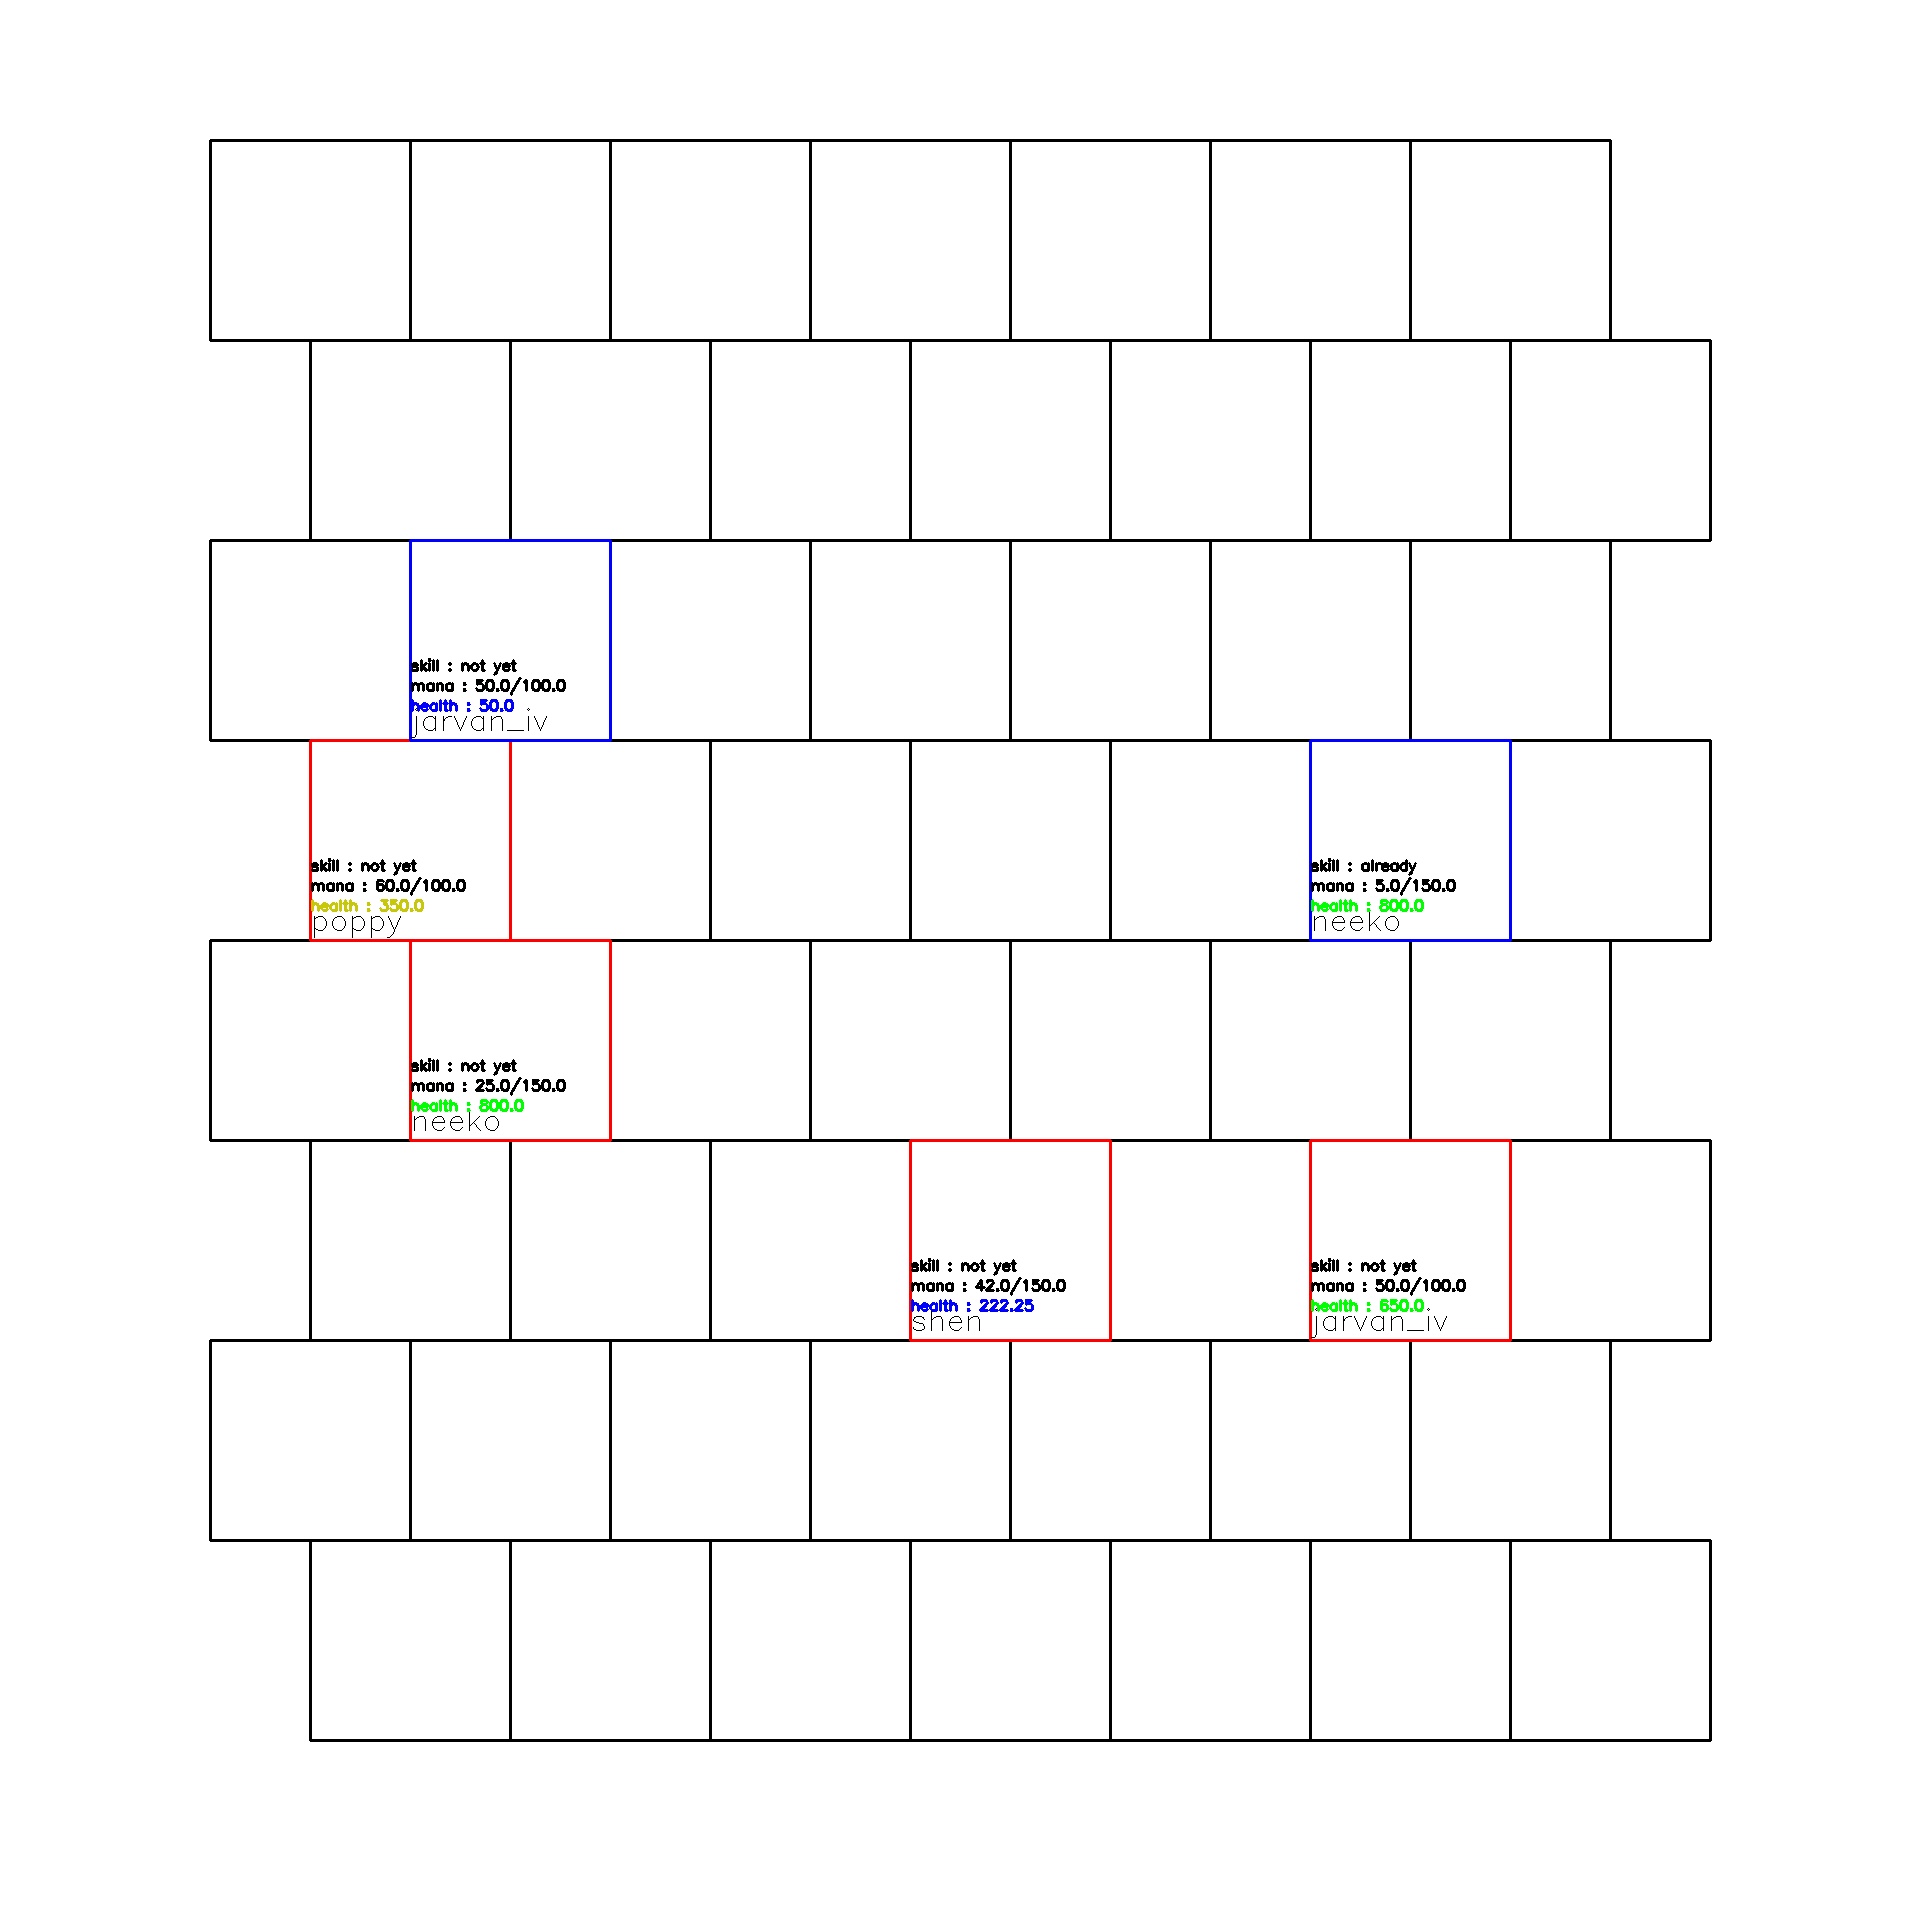 skill : not yet
mana : 50.0/100.0
health : 50.0
jarvan_iv
skill : not yet
mana : 60.0/100.0
health : 350.0
poppy
skill : already
mana : 5.0/150.0
health : 800.0
neeko
skill : not yet
mana : 25.0/150.0
health : 800.0
neeko
skill : not yet
mana : 42.0/150.0
health : 222.25
shen
skill : not yet
mana : 50.0/100.0
health : 650.0
jarvan_iv